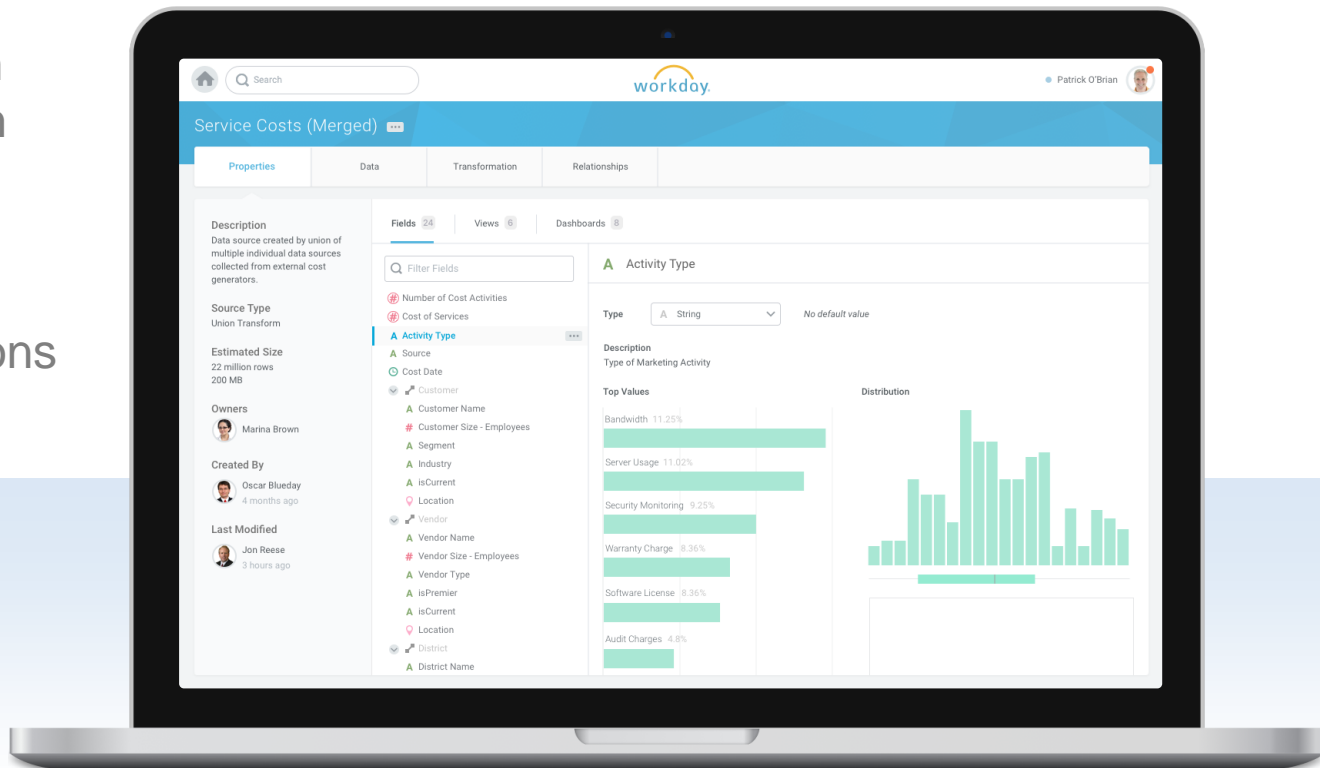 ons
Search
workday.
Patrick O'Brian
Service Costs (Merged)
Properties
Data
Transformation
Relationships
Description
Data source created by union of
multiple individual data sources
collected from external cost
generators.
Source Type
Union Transform
Estimated Size
22 million rows
200 MB
Owners
Marina Brown
Created By
Oscar Blueday
4 months ago
Last Modified
Jon Reese
3 hours ago
Fields 24
Views 6
Dashboards 8
Filter Fields
# Number of Cost Activities
# Cost of Services
A Activity Type
A Source
Cost Date
Customer
A Customer Name
# Customer Size - Employees
A Segment
A Industry
A isCurrent
Location
Vendor
A Vendor Name
# Vendor Size - Employees
A Vendor Type
A isPremier
A isCurrent
Location
District
A District Name
A Activity Type
Type
A String
No default value
Description
Type of Marketing Activity
Top Values
Bandwidth 11.25%
Server Usage 11.02%
Security Monitoring 9.25%
Warranty Charge 8.36%
Software License 8.36%
Audit Charges 4.8%
Distribution